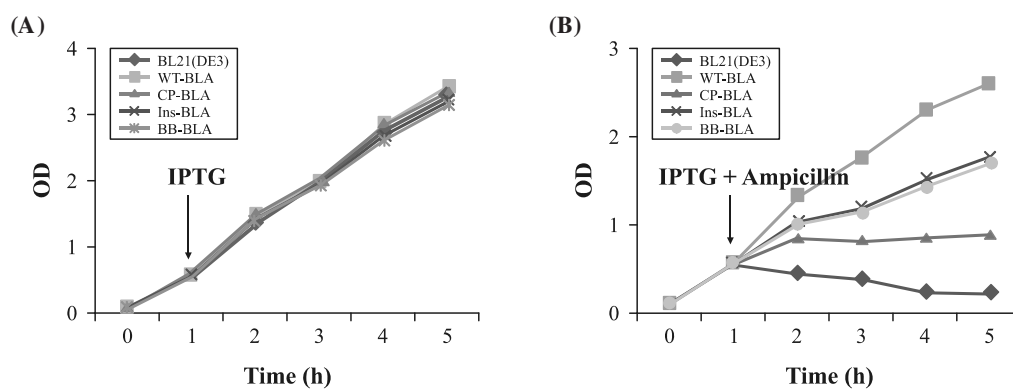 (A)
4
3
2
1
0
OD
BL21(DE3)
WT-BLA
CP-BLA
Ins-BLA
BB-BLA
IPTG
0 1 2 3 4 5
Time (h)
(B)
3
2
1
0
OD
BL21(DE3)
WT-BLA
CP-BLA
Ins-BLA
BB-BLA
IPTG + Ampicillin
0 1 2 3 4 5
Time (h)